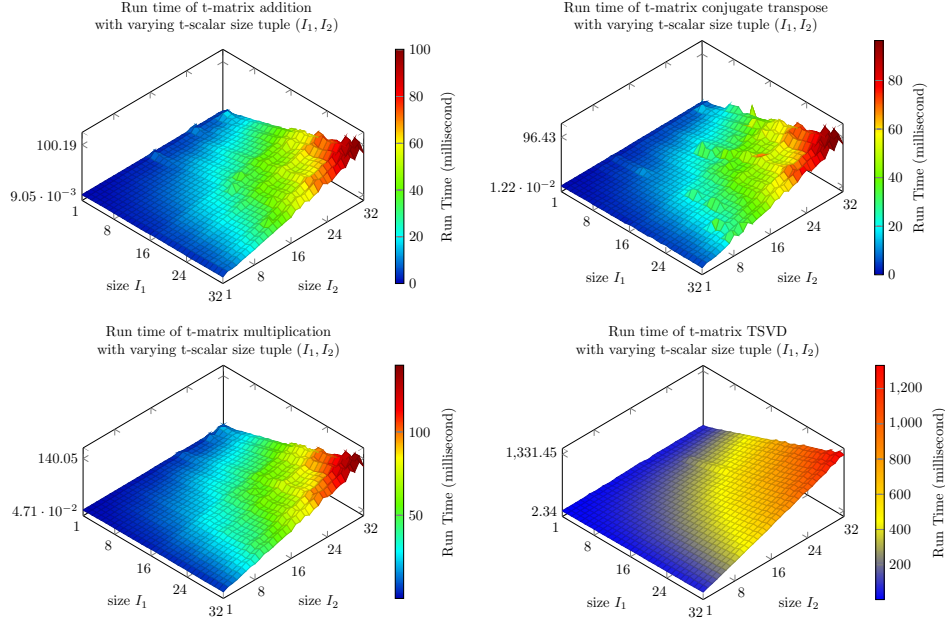 Run time of t-matrix addition
with varying t-scalar size tuple (I₁, I₂)
100.19
9.05 · 10⁻³
1
8
16
24
32
1
8
16
24
32
size I₁
size I₂
100
80
60
40
20
0
Run Time (millisecond)
Run time of t-matrix conjugate transpose
with varying t-scalar size tuple (I₁, I₂)
96.43
1.22 · 10⁻²
1
8
16
24
32
1
8
16
24
32
size I₁
size I₂
80
60
40
20
0
Run Time (millisecond)
Run time of t-matrix multiplication
with varying t-scalar size tuple (I₁, I₂)
140.05
4.71 · 10⁻²
1
8
16
24
32
1
8
16
24
32
size I₁
size I₂
100
50
Run Time (millisecond)
Run time of t-matrix TSVD
with varying t-scalar size tuple (I₁, I₂)
1,331.45
2.34
1
8
16
24
32
1
8
16
24
32
size I₁
size I₂
1,200
1,000
800
600
400
200
Run Time (millisecond)